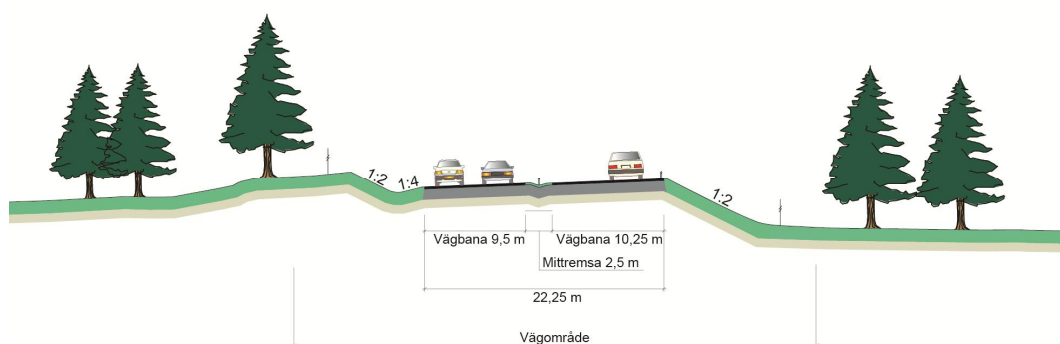 1:2
1:4
1:2
Vägbana 9,5 m
Vägbana 10,25 m
Mittremsa 2,5 m
22,25 m
Vägområde